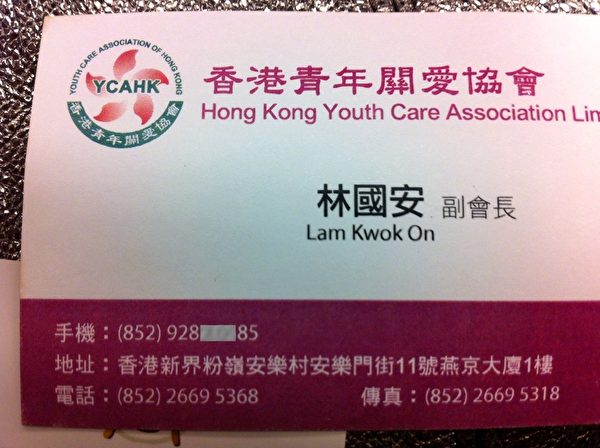 YOUTH CARE ASSOCIATION OF HONG KONG
YCAHK
香港青年關愛協會
香港青年關愛協會
Hong Kong Youth Care Association Lim
林國安 副會長
Lam Kwok On
手機：(852) 928 85
地址：香港新界粉嶺安樂村安樂門街11號燕京大廈1樓
電話：(852) 2669 5368 傳真：(852) 2669 5318